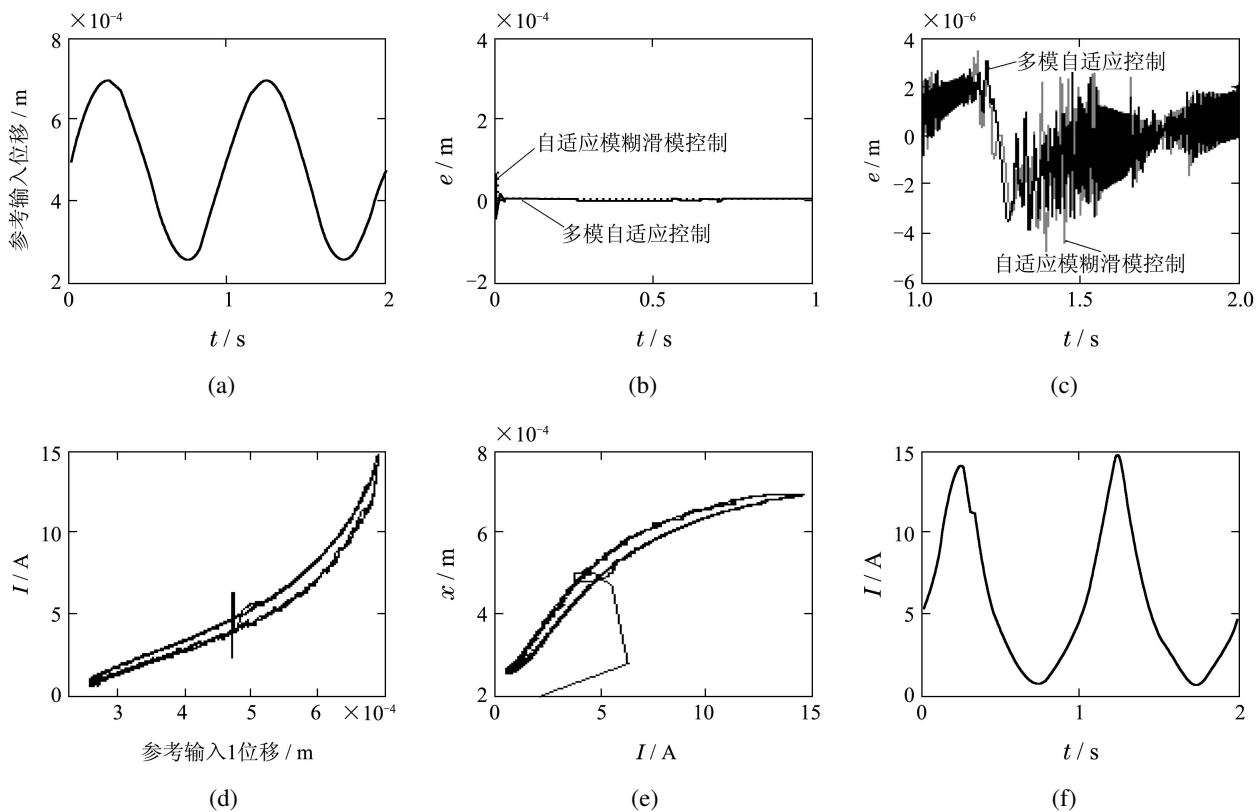 ×10⁻⁴
8
6
4
2
0
1
2
参考输入位移 / m
t / s
(a)
×10⁻⁴
4
2
0
−2
0
0.5
1
e / m
自适应模糊滑模控制
多模自适应控制
t / s
(b)
×10⁻⁶
4
2
0
−2
−4
−6
1.0
1.5
2.0
e / m
多模自适应控制
自适应模糊滑模控制
t / s
(c)
15
10
5
0
3
4
5
6
×10⁻⁴
I / A
参考输入1位移 / m
(d)
×10⁻⁴
8
6
4
2
0
5
10
15
x / m
I / A
(e)
15
10
5
0
0
1
2
I / A
t / s
(f)